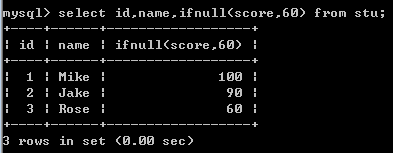 mysql> select id,name,ifnull(score,60) from stu;
+----+------+------------------+
| id | name | ifnull(score,60) |
+----+------+------------------+
|  1 | Mike |              100 |
|  2 | Jake |               90 |
|  3 | Rose |               60 |
+----+------+------------------+
3 rows in set (0.00 sec)